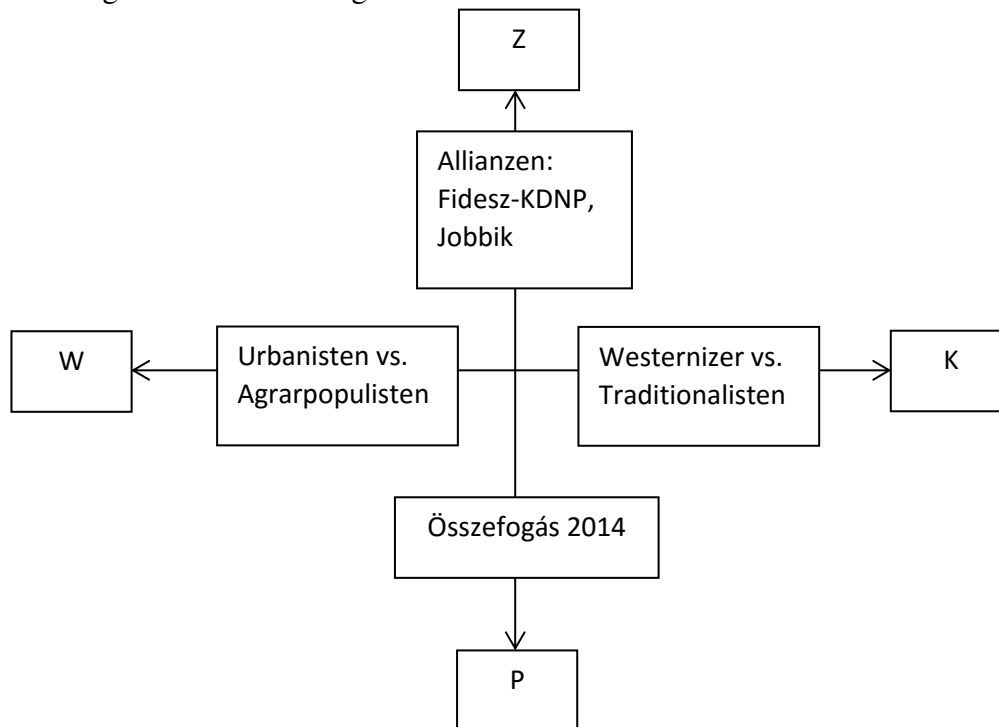 Z
Allianzen:
Fidesz-KDNP,
Jobbik
W
Urbanisten vs.
Agrarpopulisten
Westernizer vs.
Traditionalisten
K
Összefogás 2014
P